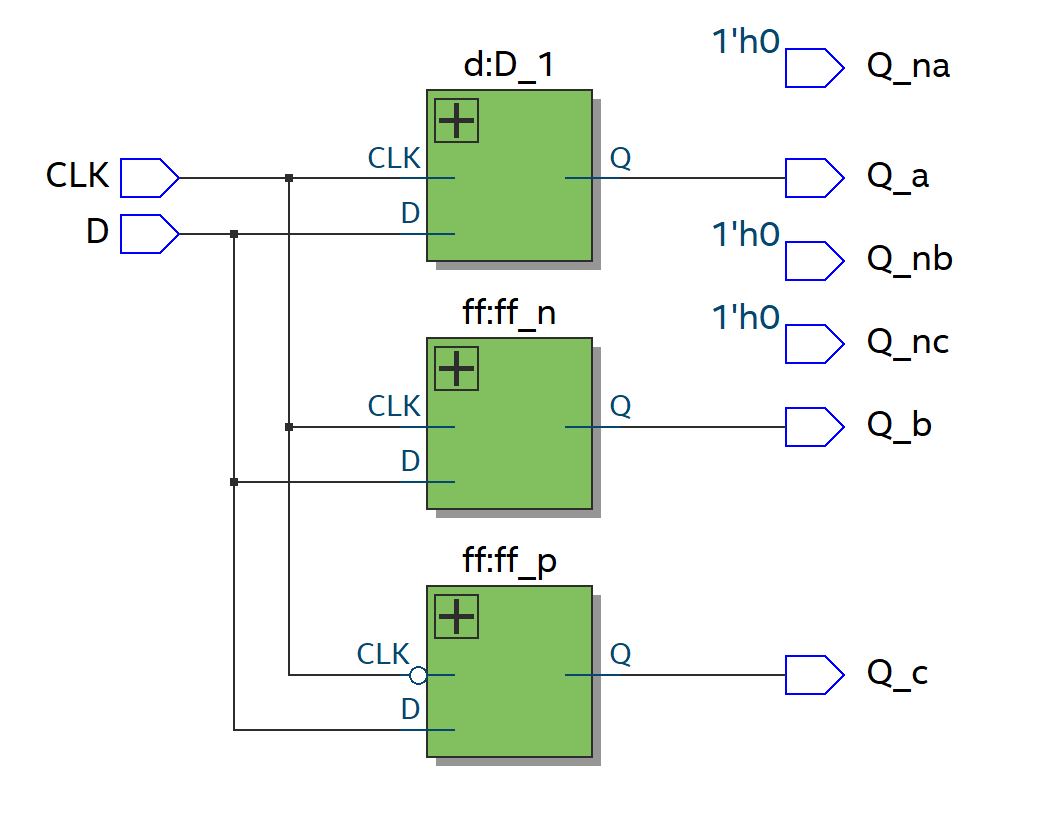 1'h0
Q_na
d:D_1
CLK
CLK
Q
Q_a
D
D
1'h0
Q_nb
ff:ff_n
1'h0
Q_nc
CLK
Q
Q_b
D
ff:ff_p
CLK
Q
Q_c
D